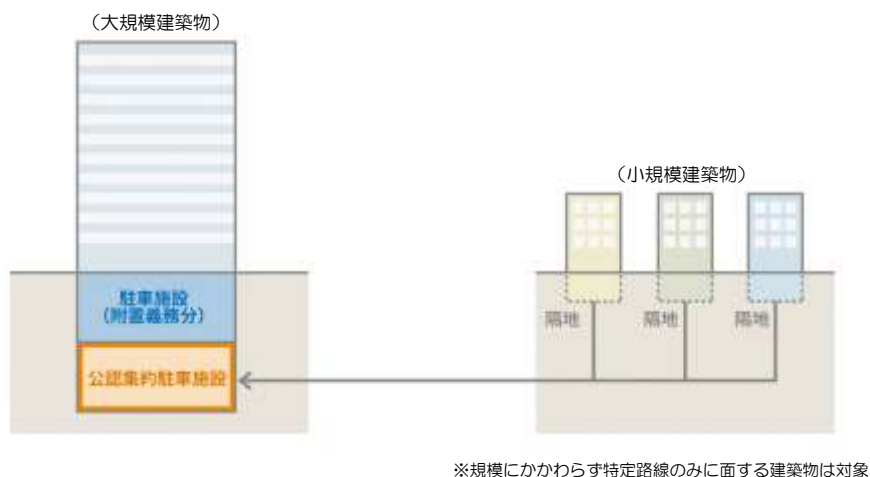 （大規模建築物）
（小規模建築物）
駐車施設
（附置義務分）
隔地
隔地
隔地
公認集約駐車施設
※規模にかかわらず特定路線のみに面する建築物は対象